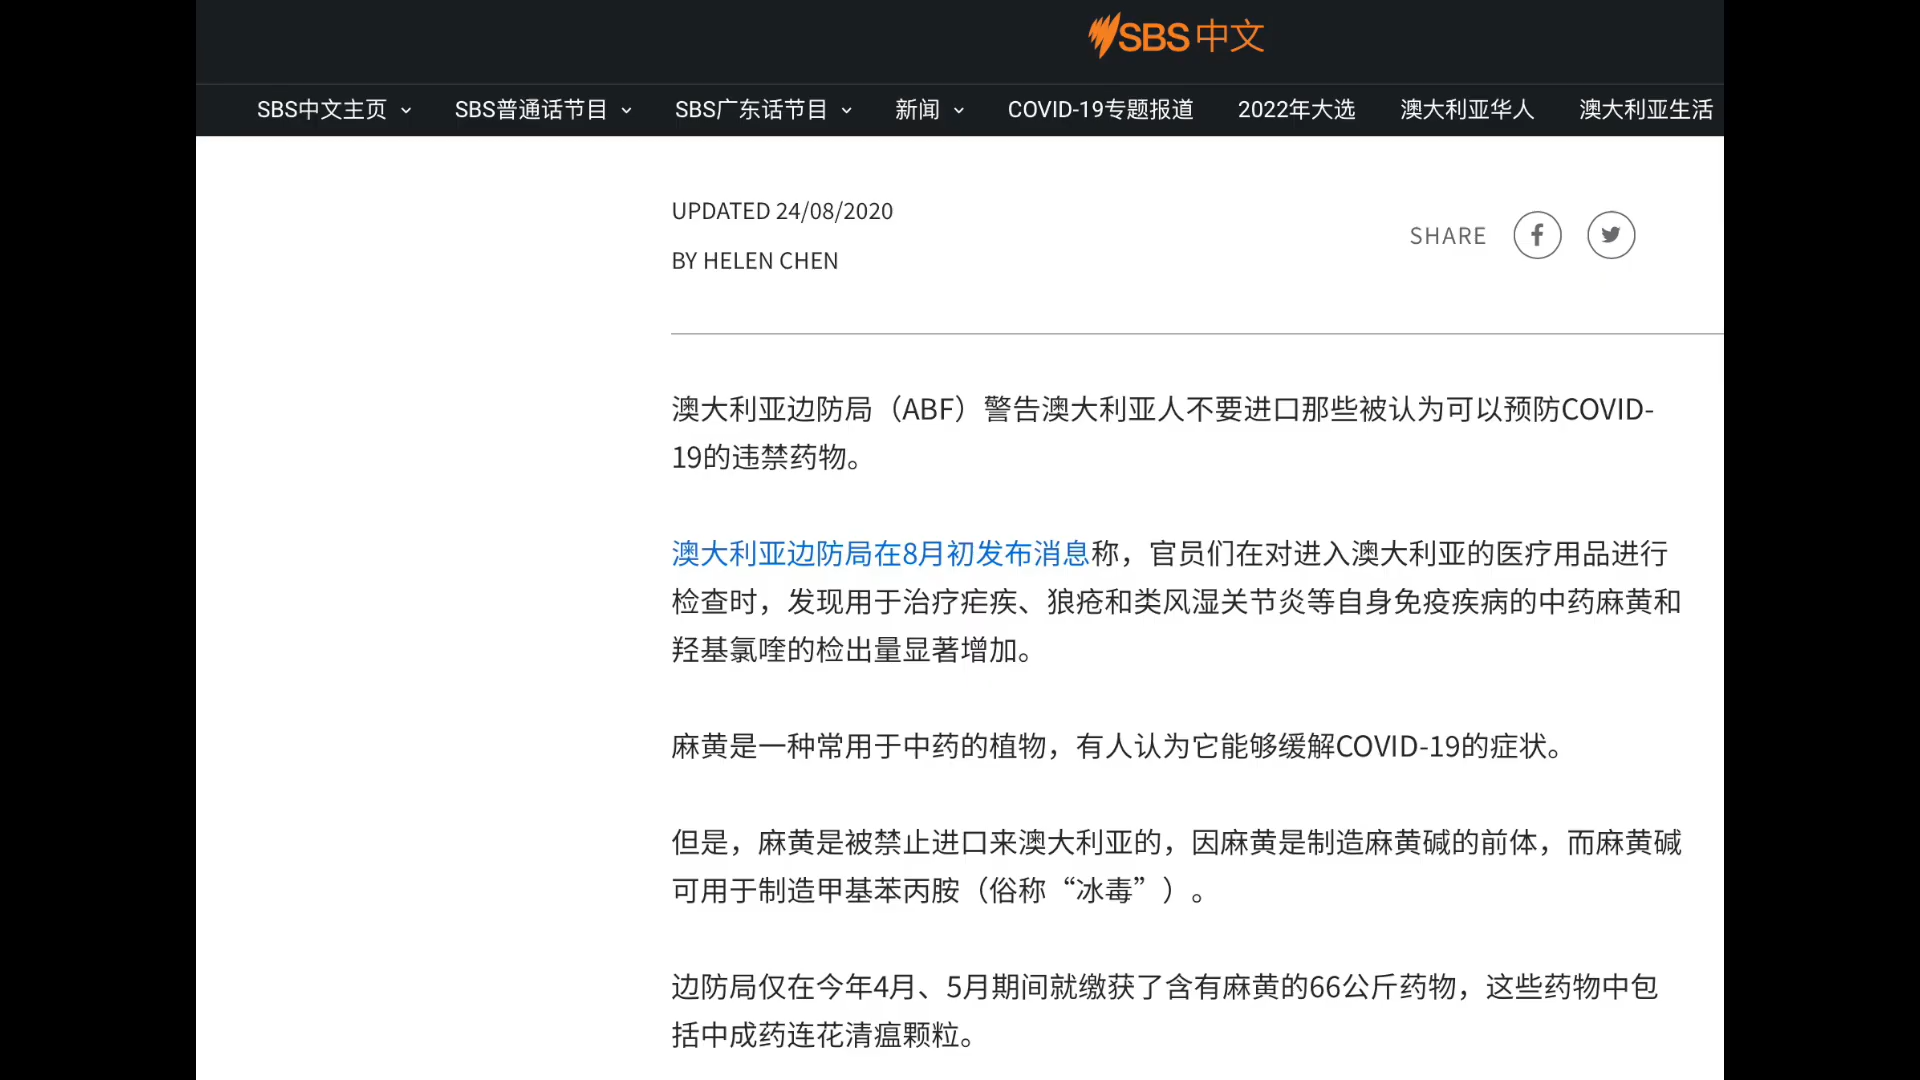 SBS中文
SBS中文主页 SBS普通话节目 SBS广东话节目 新闻 COVID-19专题报道 2022年大选 澳大利亚华人 澳大利亚生活
UPDATED 24/08/2020
SHARE
BY HELEN CHEN
澳大利亚边防局（ABF）警告澳大利亚人不要进口那些被认为可以预防COVID-
19的违禁药物。
澳大利亚边防局在8月初发布消息称，官员们在对进入澳大利亚的医疗用品进行
检查时，发现用于治疗疟疾、狼疮和类风湿关节炎等自身免疫疾病的中药麻黄和
羟基氯喹的检出量显著增加。
麻黄是一种常用于中药的植物，有人认为它能够缓解COVID-19的症状。
但是，麻黄是被禁止进口来澳大利亚的，因麻黄是制造麻黄碱的前体，而麻黄碱
可用于制造甲基苯丙胺（俗称“冰毒”）。
边防局仅在今年4月、5月期间就缴获了含有麻黄的66公斤药物，这些药物中包
括中成药连花清瘟颗粒。